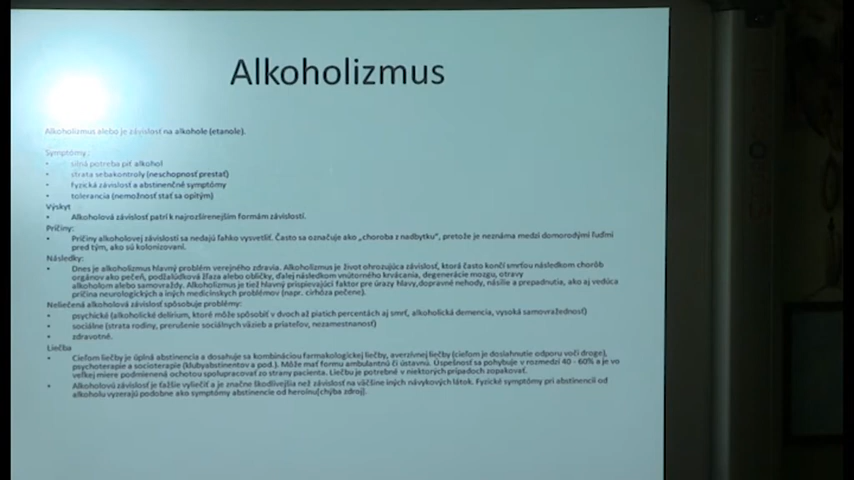 Alkoholizmus
Alkoholizmus alebo je závislosť na alkohole (etanole).
Symptómy :
• silná potreba piť alkohol
• strata sebakontroly (neschopnosť prestať)
• fyzická závislosť a abstinenčné symptómy
• tolerancia (nemožnosť stať sa opitým)
Výskyt
• Alkoholová závislosť patrí k najrozšírenejším formám závislostí.
Príčiny:
• Príčiny alkoholovej závislosti sa nedajú ľahko vysvetliť. Často sa označuje ako „choroba z nadbytku“, pretože je neznáma medzi domorodými ľuďmi
pred tým, ako sú kolonizovaní.
Následky:
• Dnes je alkoholizmus hlavný problém verejného zdravia. Alkoholizmus je život ohrozujúca závislosť, ktorá často končí smrťou následkom chorôb
orgánov ako pečeň, podžalúdková žľaza alebo obličky, ďalej následkom vnútorného krvácania, degenerácie mozgu, otravy
alkoholom alebo samovraždy. Alkoholizmus je tiež hlavný prispievajúci faktor pre úrazy hlavy,dopravné nehody, násilie a prepadnutia, ako aj vedúca
príčina neurologických a iných medicínskych problémov (napr. cirhóza pečene).
Neliečená alkoholová závislosť spôsobuje problémy:
• psychické (alkoholické delírium, ktoré môže spôsobiť v dvoch až piatich percentách aj smrť, alkoholická demencia, vysoká samovražednosť)
• sociálne (strata rodiny, prerušenie sociálnych väzieb a priateľov, nezamestnanosť)
• zdravotné.
Liečba
• Cieľom liečby je úplná abstinencia a dosahuje sa kombináciou farmakologickej liečby, averzívnej liečby (cieľom je dosiahnutie odporu voči droge),
psychoterapie a socioterapie (klubyabstinentov a pod.). Môže mať formu ambulantnú či ústavnú. Úspešnosť sa pohybuje v rozmedzí 40 - 60% a je vo
veľkej miere podmienená ochotou spolupracovať zo strany pacienta. Liečbu je potrebné v niektorých prípadoch zopakovať.
• Alkoholovú závislosť je ťažšie vyliečiť a je značne škodlivejšia než závislosť na väčšine iných návykových látok. Fyzické symptómy pri abstinencii od
alkoholu vyzerajú podobne ako symptómy abstinencie od heroínu[chýba zdroj].